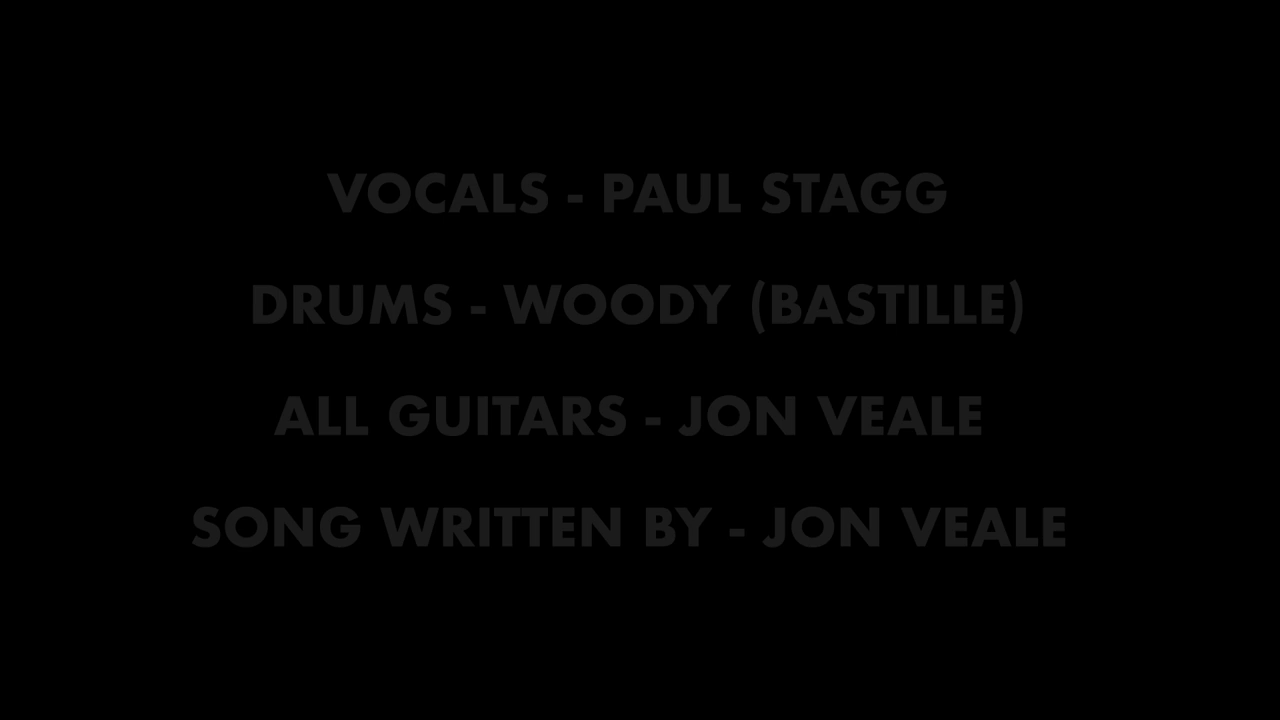 VOCALS - PAUL STAGG
DRUMS - WOODY (BASTILLE)
ALL GUITARS - JON VEALE
SONG WRITTEN BY - JON VEALE